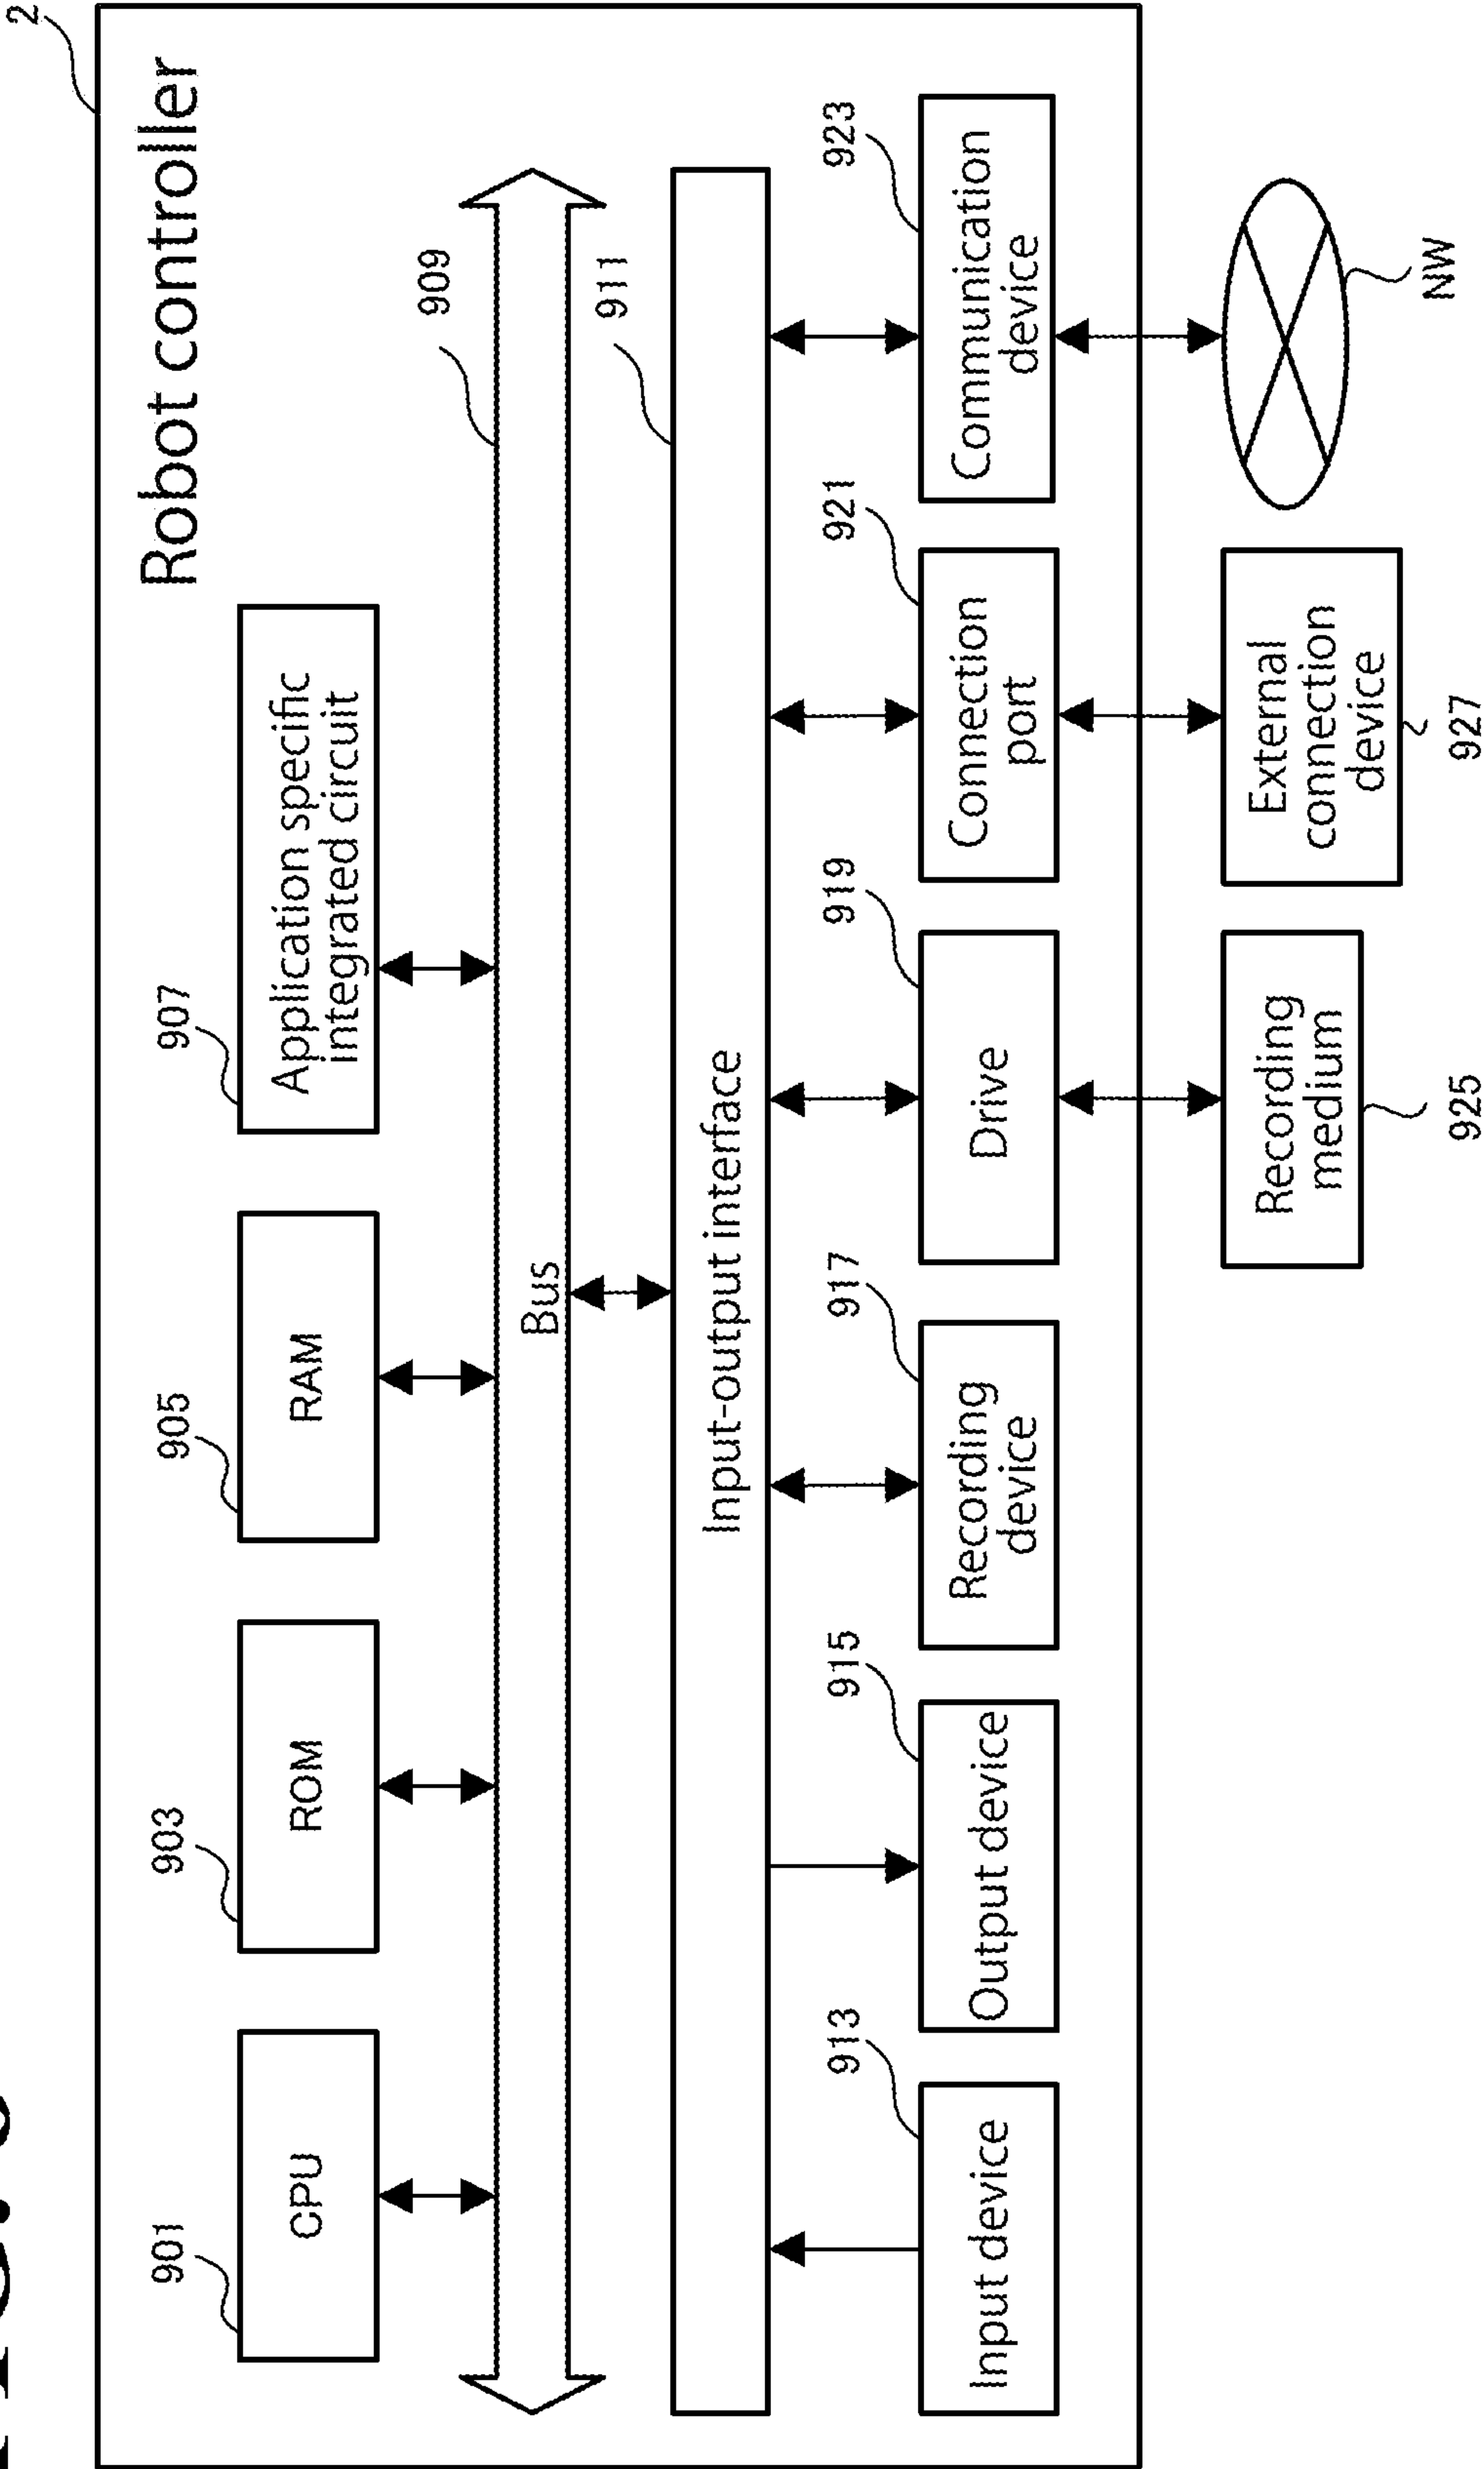 2
Robot controller
901
903
905
907
CPU
ROM
RAM
Application specific
integrated circuit
909
Bus
911
Input-output interface
913
915
917
919
921
923
Input device
Output device
Recording
device
Drive
Connection
port
Communication
device
Recording
medium
External
connection
device
NW
925
927